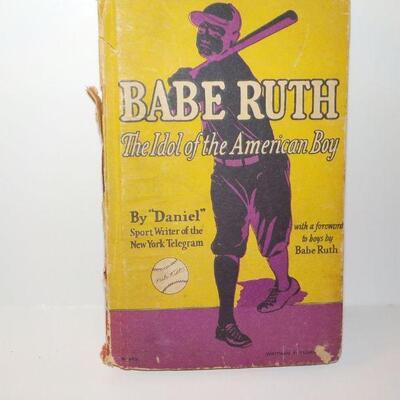 BABE RUTH
The Idol of the American Boy
By "Daniel"
Sport Writer of the
New York Telegram
with a foreword
to boys by
Babe Ruth